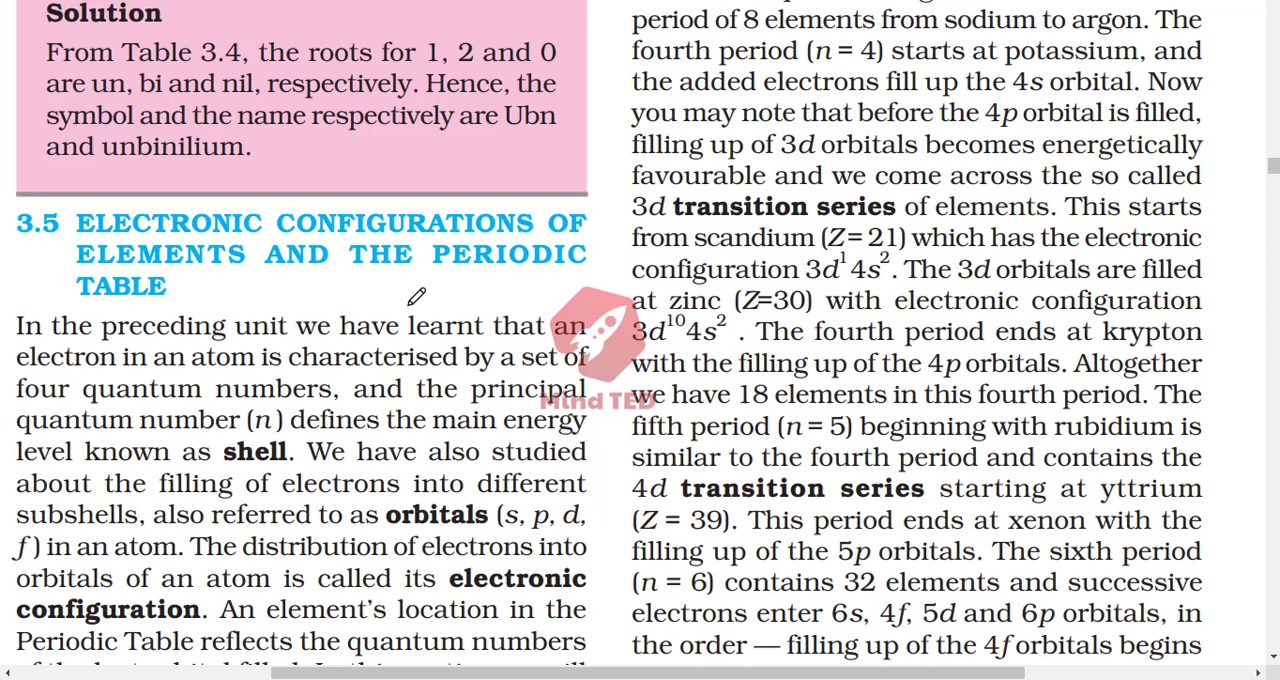 Solution
From Table 3.4, the roots for 1, 2 and 0
are un, bi and nil, respectively. Hence, the
symbol and the name respectively are Ubn
and unbinilium.
3.5 ELECTRONIC CONFIGURATIONS OF
ELEMENTS AND THE PERIODIC
TABLE
In the preceding unit we have learnt that an
electron in an atom is characterised by a set of
four quantum numbers, and the principal
quantum number (n) defines the main energy
level known as shell. We have also studied
about the filling of electrons into different
subshells, also referred to as orbitals (s, p, d,
f) in an atom. The distribution of electrons into
orbitals of an atom is called its electronic
configuration. An element's location in the
Periodic Table reflects the quantum numbers
period of 8 elements from sodium to argon. The
fourth period (n = 4) starts at potassium, and
the added electrons fill up the 4s orbital. Now
you may note that before the 4p orbital is filled,
filling up of 3d orbitals becomes energetically
favourable and we come across the so called
3d transition series of elements. This starts
from scandium (Z = 21) which has the electronic
configuration 3d¹4s². The 3d orbitals are filled
at zinc (Z=30) with electronic configuration
3d¹⁰4s² . The fourth period ends at krypton
with the filling up of the 4p orbitals. Altogether
we have 18 elements in this fourth period. The
fifth period (n = 5) beginning with rubidium is
similar to the fourth period and contains the
4d transition series starting at yttrium
(Z = 39). This period ends at xenon with the
filling up of the 5p orbitals. The sixth period
(n = 6) contains 32 elements and successive
electrons enter 6s, 4f, 5d and 6p orbitals, in
the order — filling up of the 4f orbitals begins
Mind TED